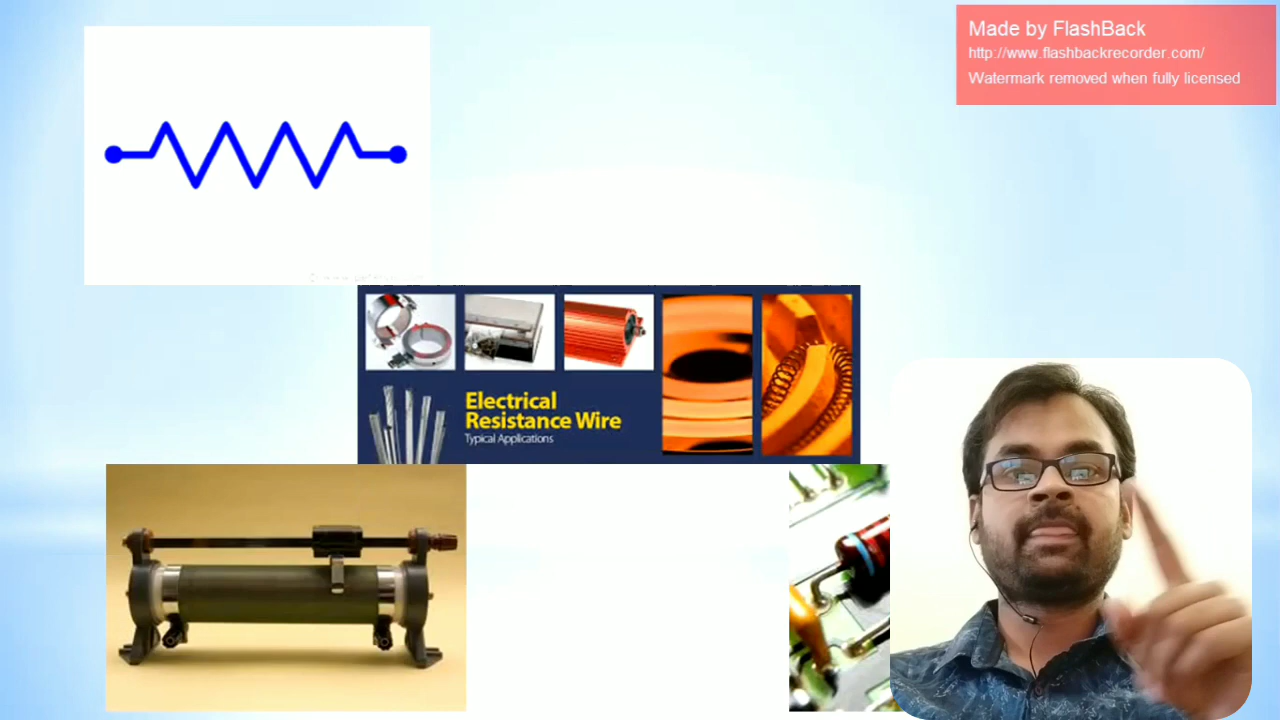 Made by FlashBack
http://www.flashbackrecorder.com/
Watermark removed when fully licensed
Electrical
Resistance Wire
Typical Applications